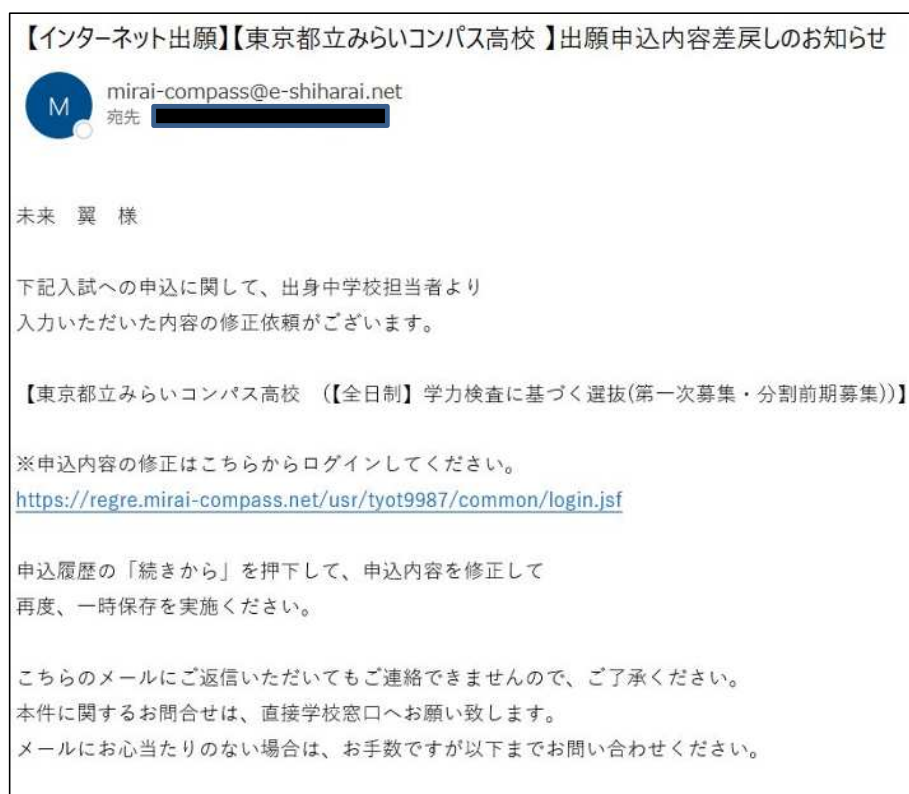 【インターネット出願】【東京都立みらいコンパス高校 】出願申込内容差戻しのお知らせ
M
mirai-compass@e-shiharai.net
宛先
未来　翼　様
下記入試への申込に関して、出身中学校担当者より
入力いただいた内容の修正依頼がございます。
【東京都立みらいコンパス高校　（【全日制】学力検査に基づく選抜(第一次募集・分割前期募集))】
※申込内容の修正はこちらからログインしてください。
https://regre.mirai-compass.net/usr/tyot9987/common/login.jsf
申込履歴の「続きから」を押下して、申込内容を修正して
再度、一時保存を実施ください。
こちらのメールにご返信いただいてもご連絡できませんので、ご了承ください。
本件に関するお問合せは、直接学校窓口へお願い致します。
メールにお心当たりのない場合は、お手数ですが以下までお問い合わせください。